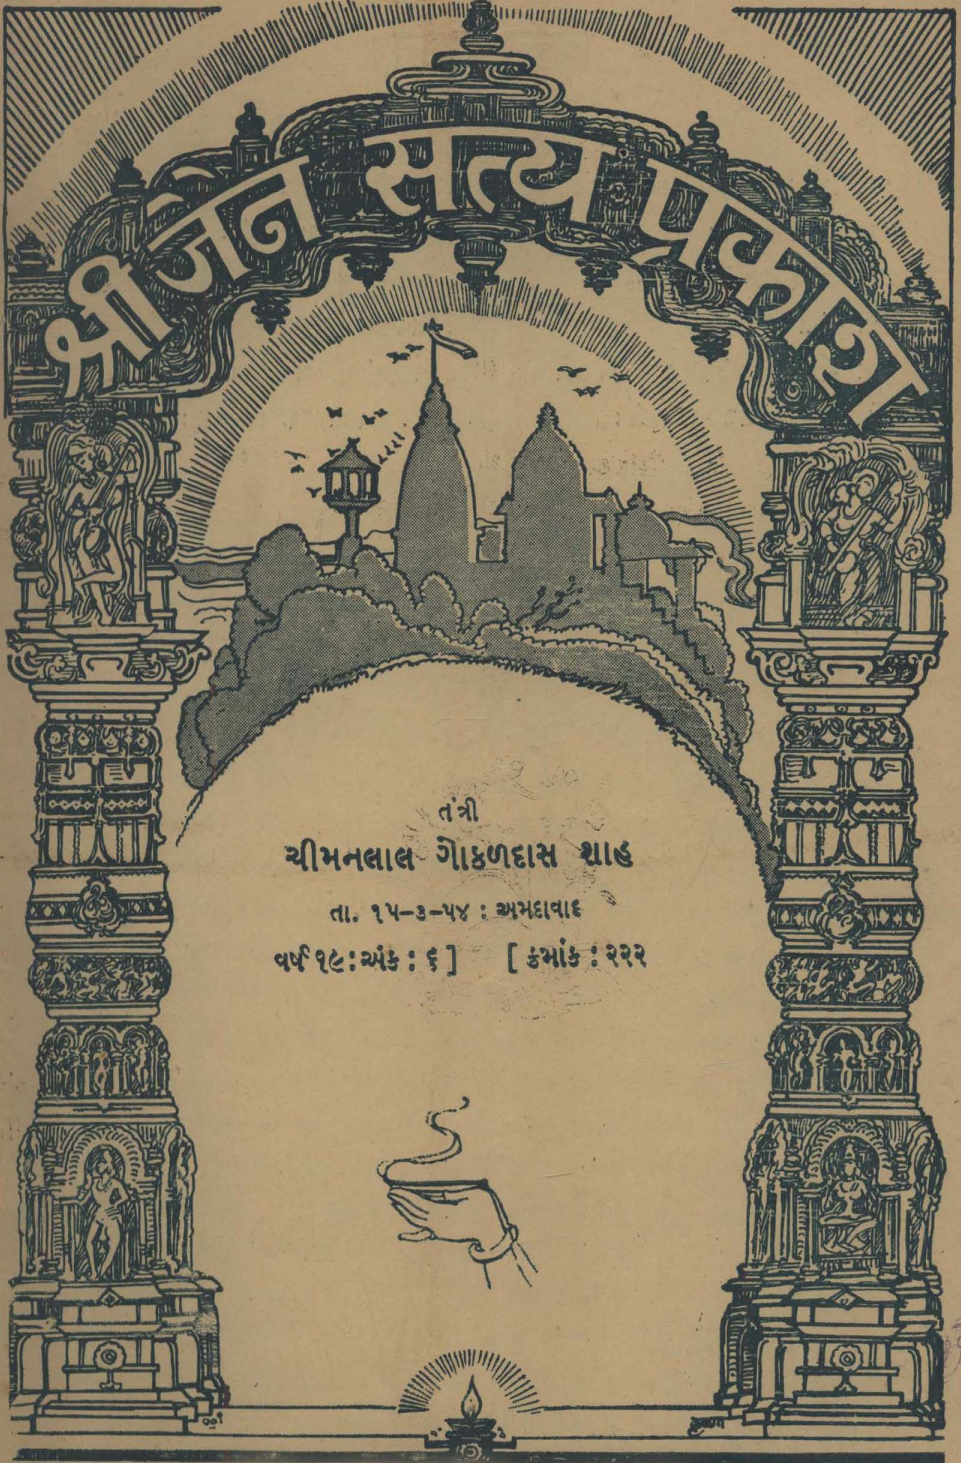 श्री जैन सत्य प्रकाश
તંત્રી
ચીમનલાલ ગોકળદાસ શાહ
તા. ૧૫-૩-૫૪ : અમદાવાદ
વર્ષ ૧૯ : અંક : ૬ ] [ ક્રમાંક : ૨૨૨